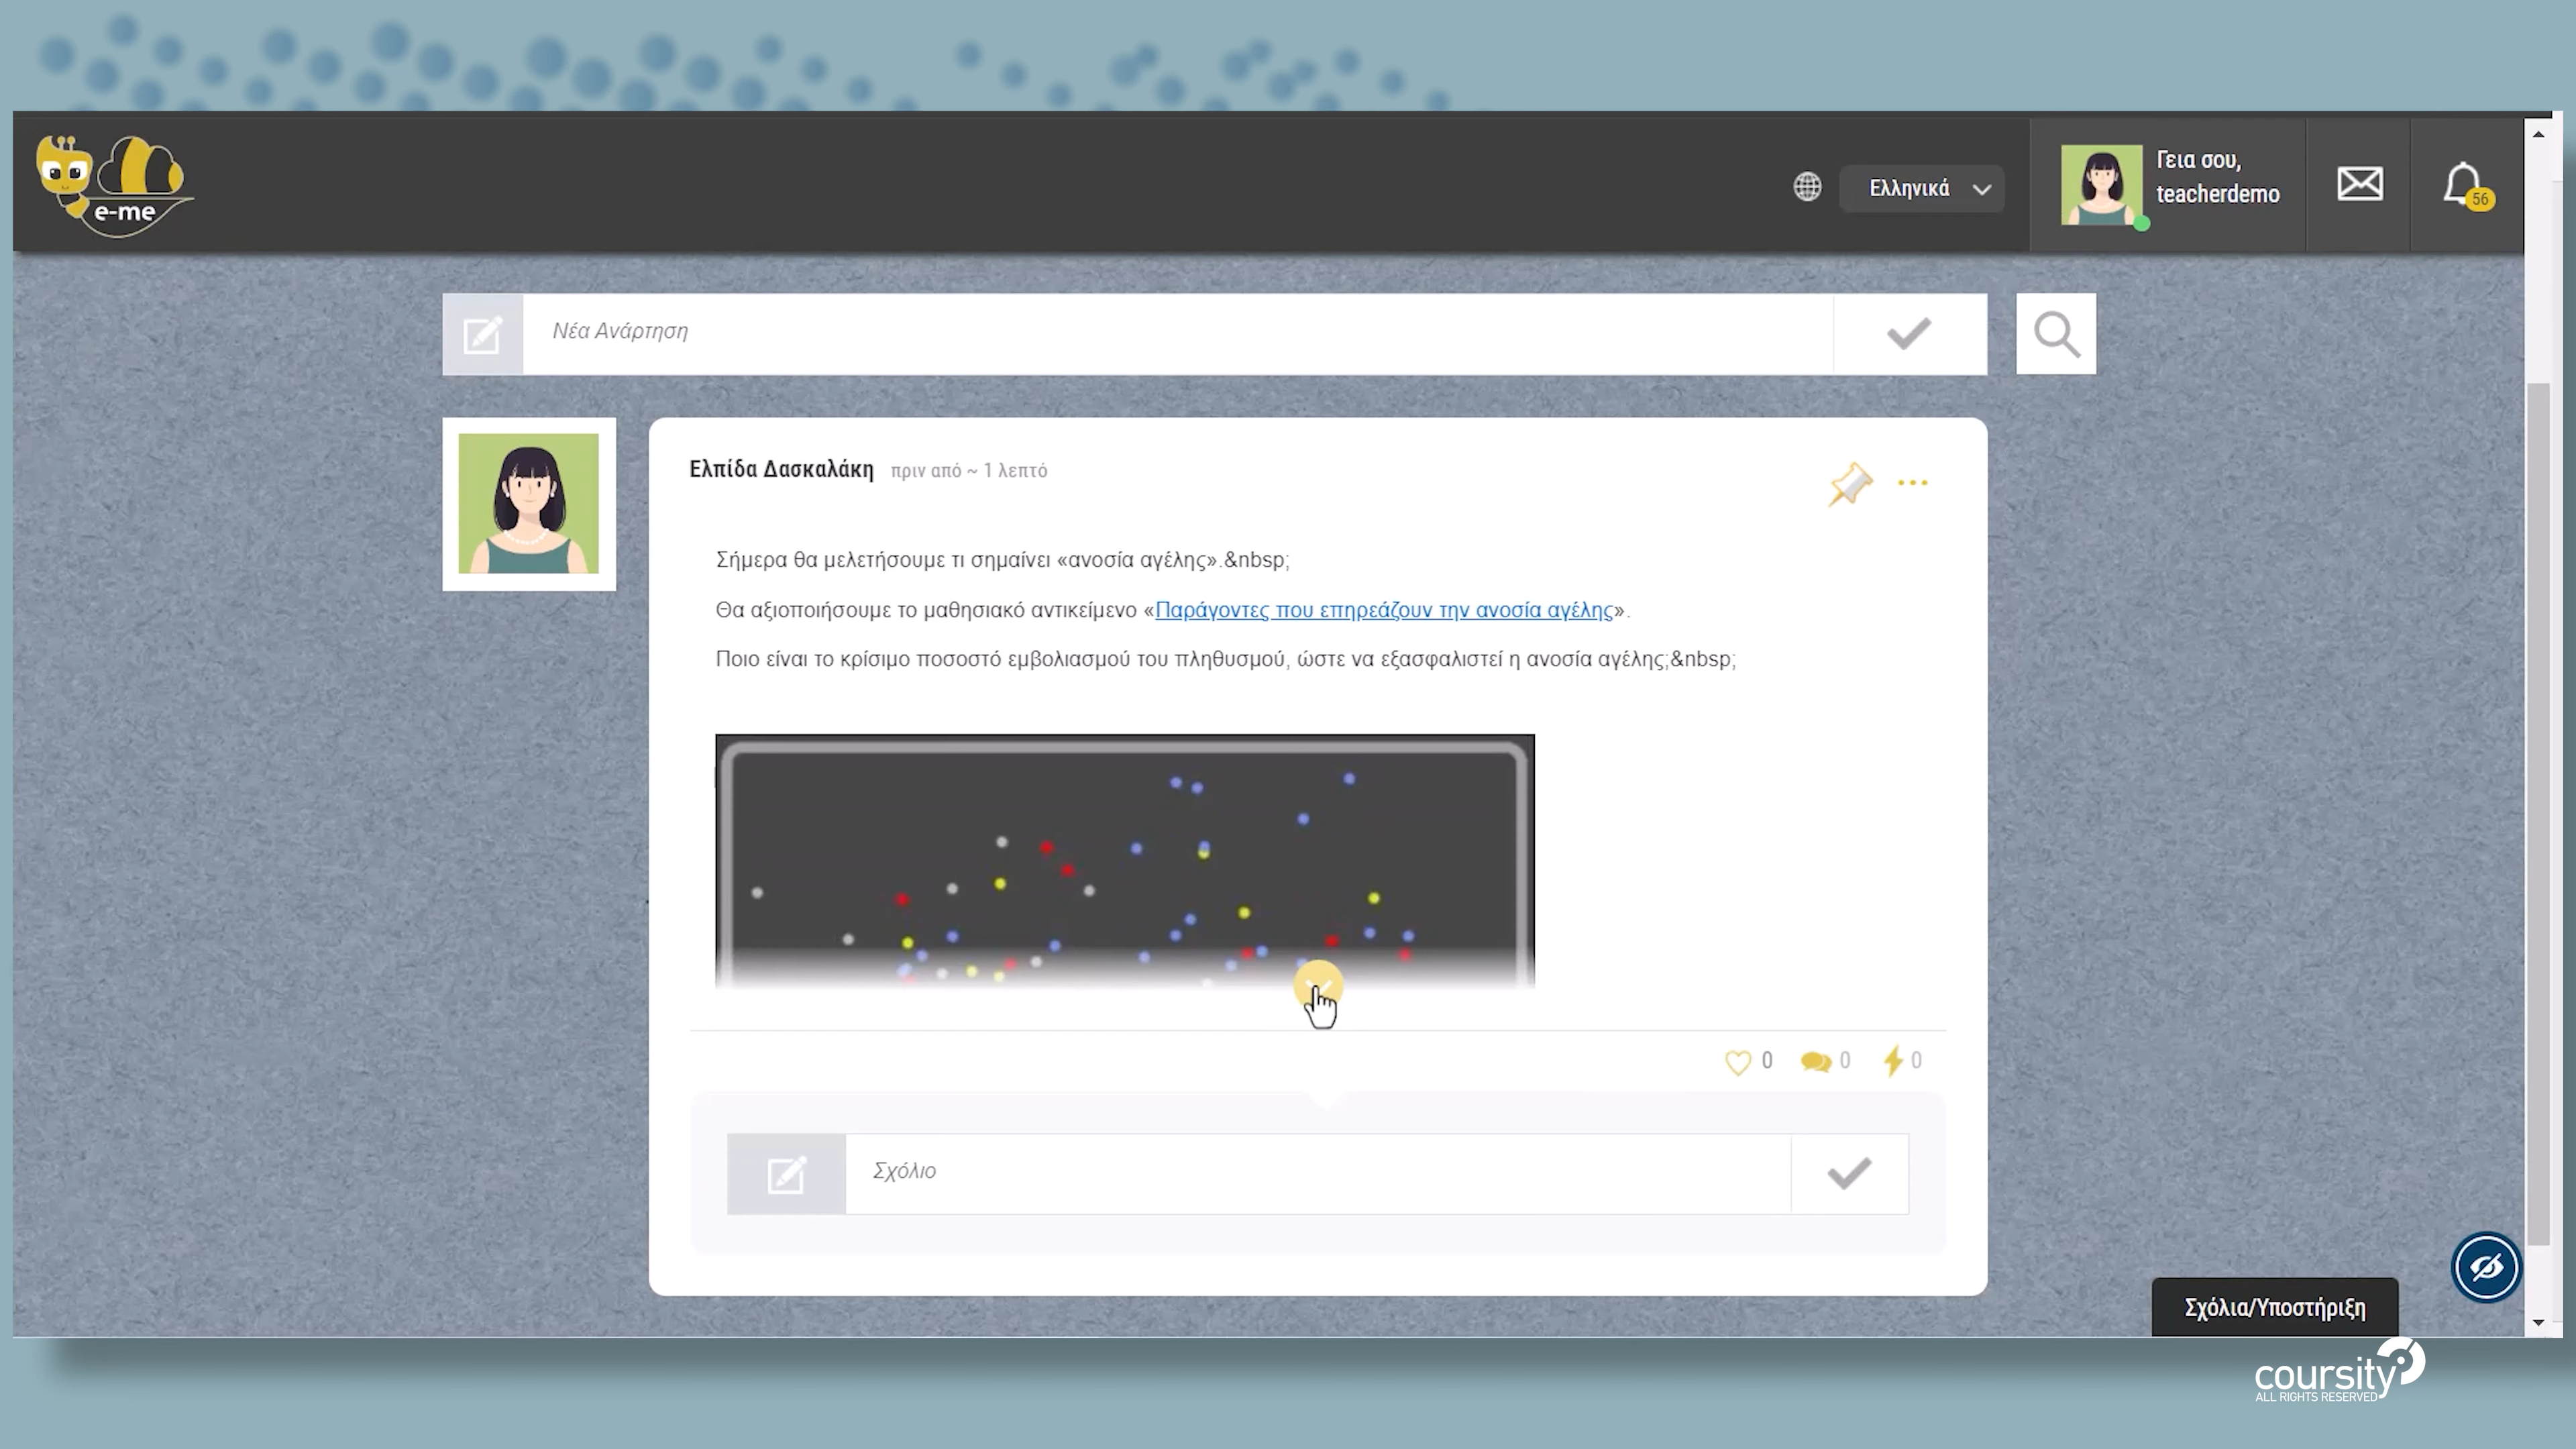 e-me
Ελληνικά
Γεια σου,
teacherdemo
56
Νέα Ανάρτηση
Ελπίδα Δασκαλάκη πριν από ~ 1 λεπτό
Σήμερα θα μελετήσουμε τι σημαίνει «ανοσία αγέλης».&nbsp;
Θα αξιοποιήσουμε το μαθησιακό αντικείμενο «Παράγοντες που επηρεάζουν την ανοσία αγέλης».
Ποιο είναι το κρίσιμο ποσοστό εμβολιασμού του πληθυσμού, ώστε να εξασφαλιστεί η ανοσία αγέλης;&nbsp;
0 0 0
Σχόλιο
Σχόλια/Υποστήριξη
coursity
ALL RIGHTS RESERVED